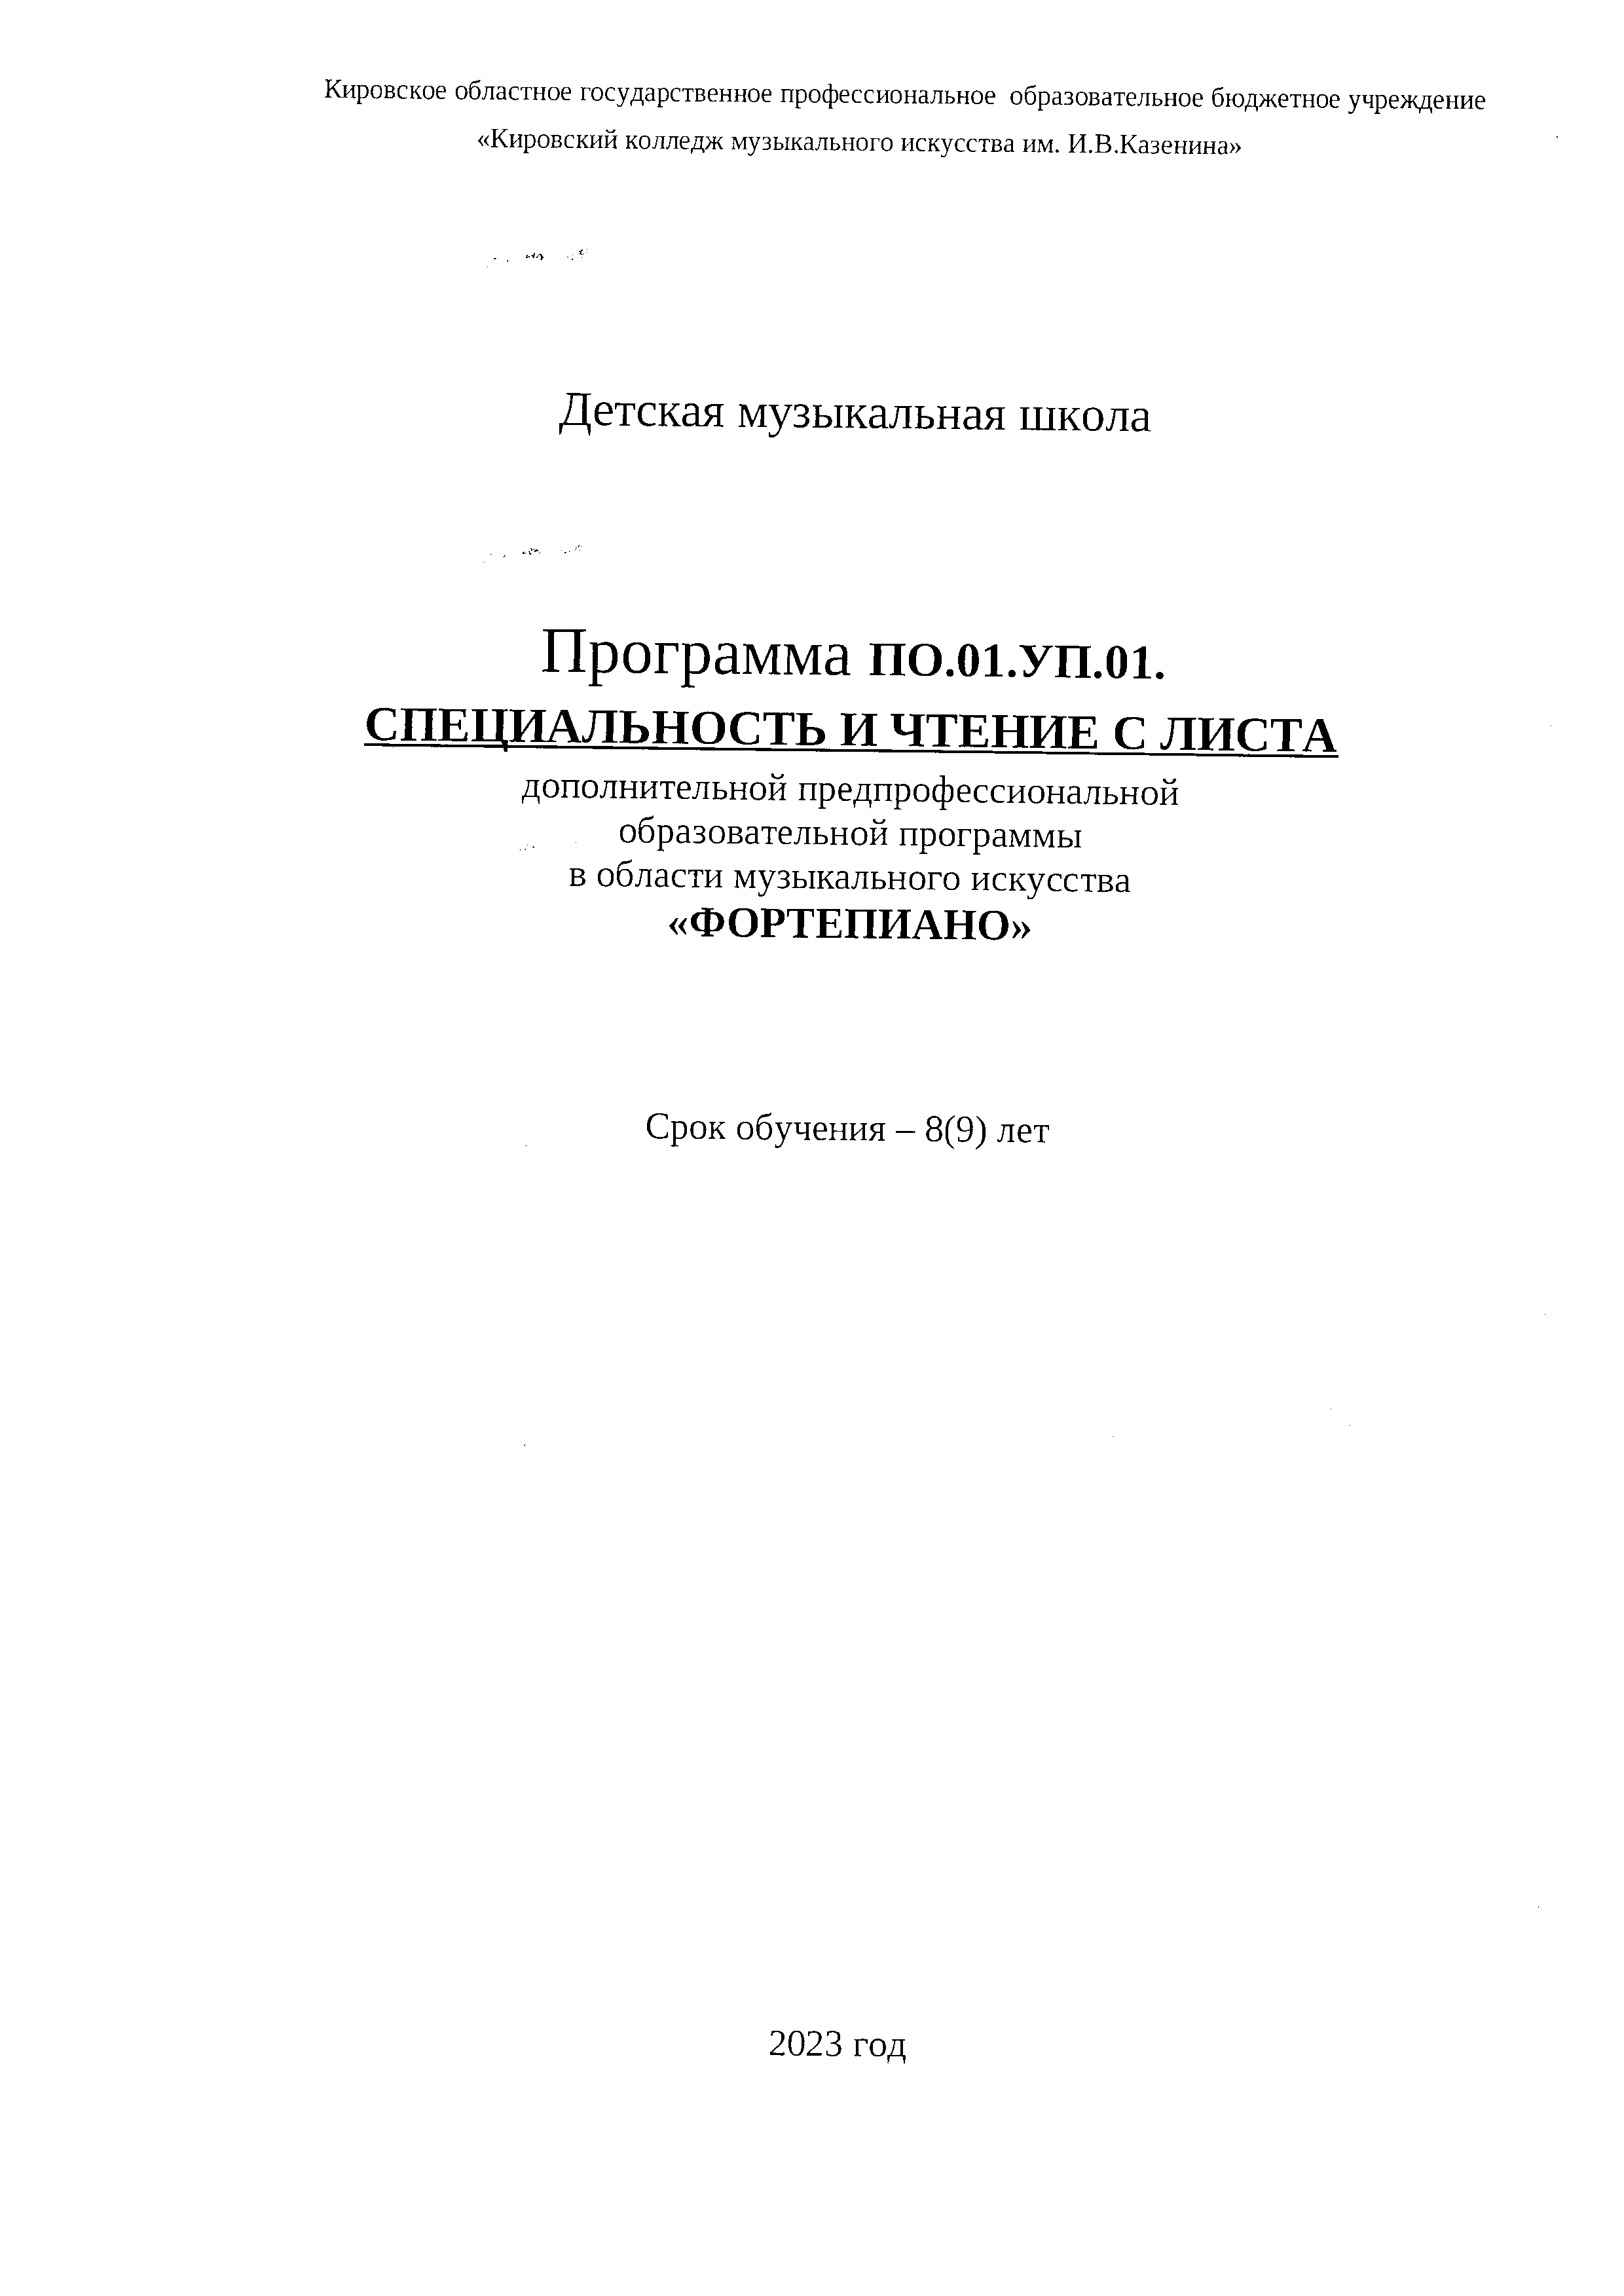 Кировское областное государственное профессиональное образовательное бюджетное учреждение
«Кировский колледж музыкального искусства им. И.В.Казенина»
Детская музыкальная школа
Программа ПО.01.УП.01.
СПЕЦИАЛЬНОСТЬ И ЧТЕНИЕ С ЛИСТА
дополнительной предпрофессиональной
образовательной программы
в области музыкального искусства
«ФОРТЕПИАНО»
Срок обучения – 8(9) лет
2023 год